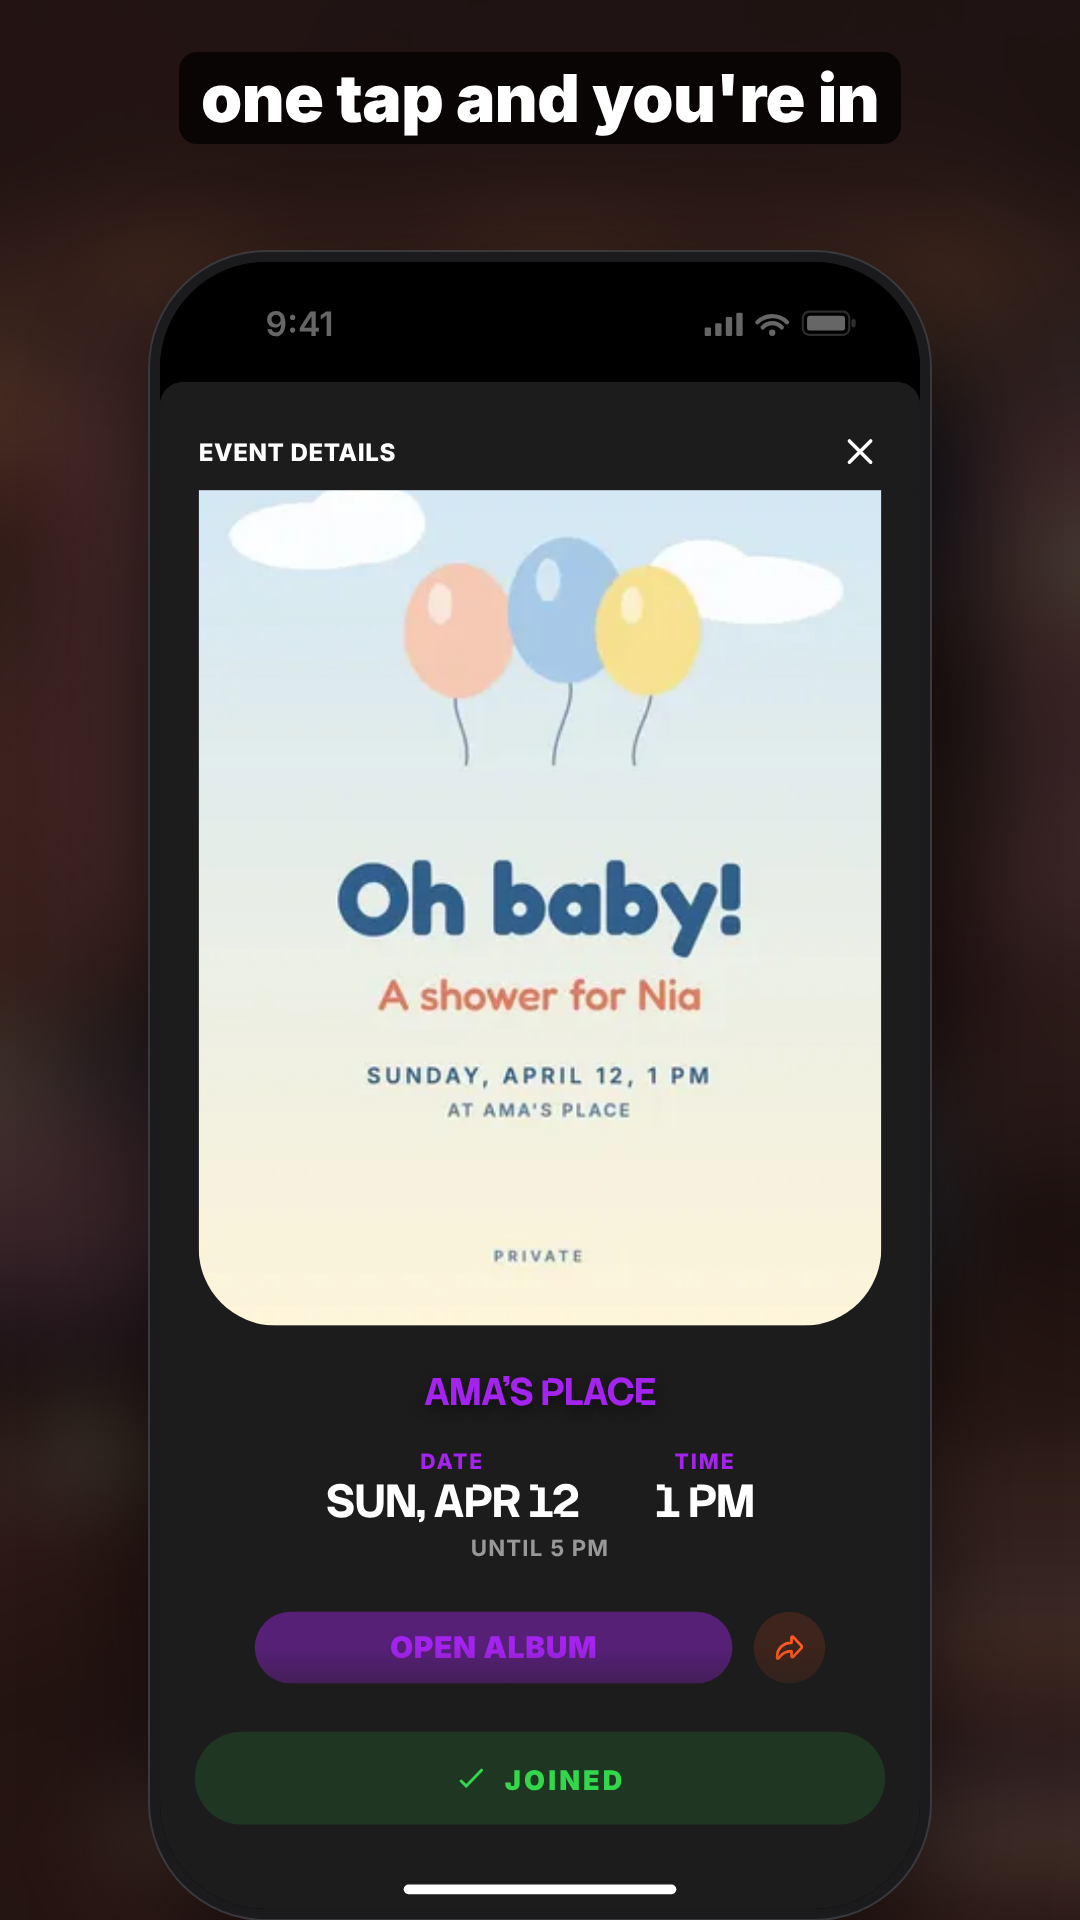 one tap and you're in
9:41
EVENT DETAILS
Oh baby!
A shower for Nia
SUNDAY, APRIL 12, 1 PM
AT AMA'S PLACE
PRIVATE
AMA'S PLACE
DATE TIME
SUN, APR 12 1 PM
UNTIL 5 PM
OPEN ALBUM
JOINED